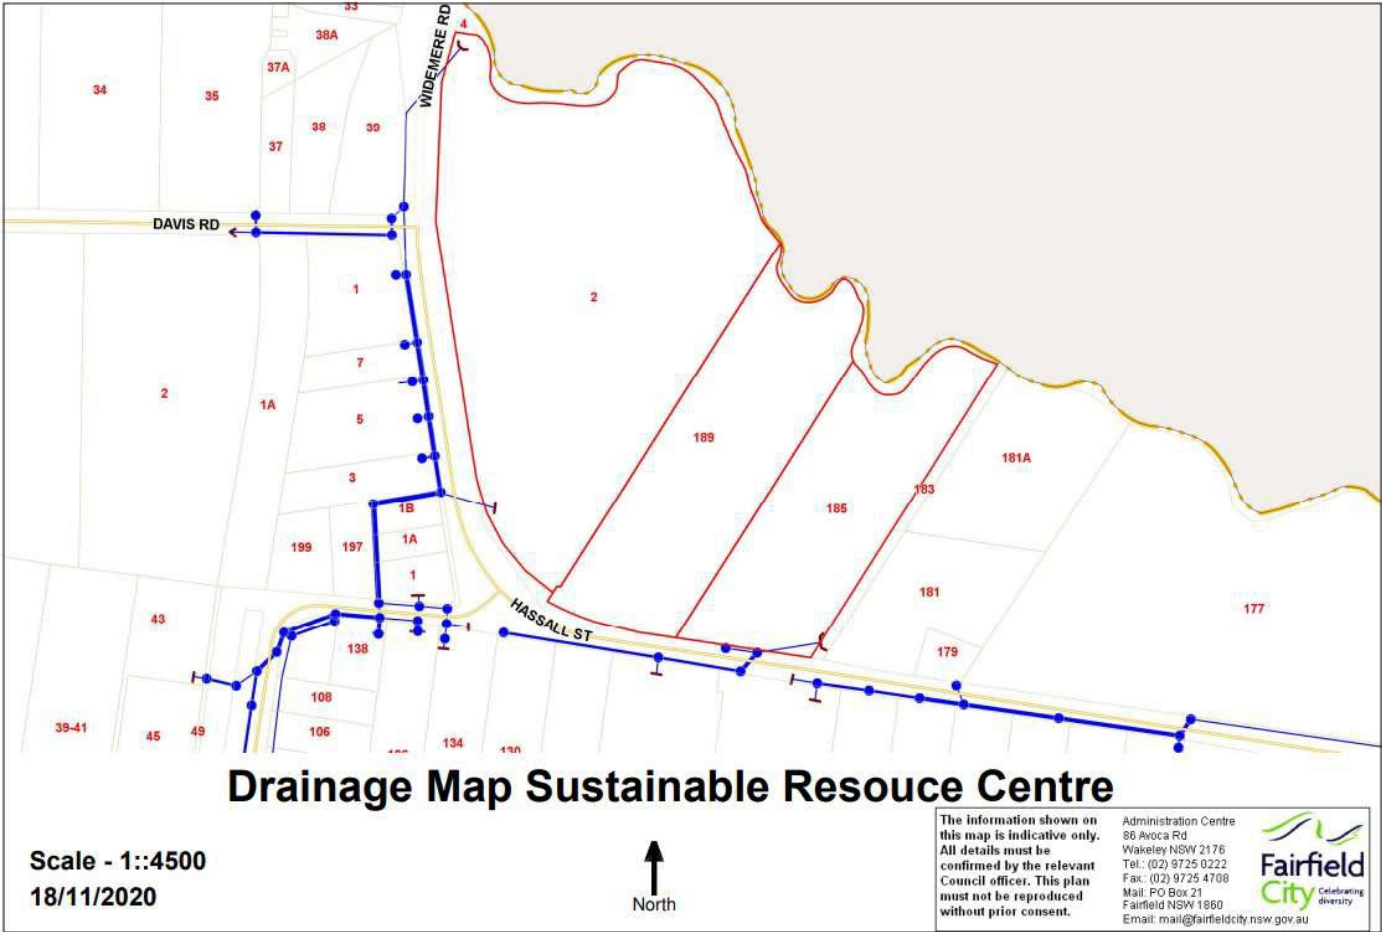 33
4
38A
WIDEMERE RD
37A
34
35
38
39
37
DAVIS RD
1
2
7
2
1A
5
189
181A
3
183
1B
185
1A
199
197
1
181
HASSALL ST
177
43
138
179
108
39-41
45
49
106
134
130
Drainage Map Sustainable Resouce Centre
Scale - 1::4500
18/11/2020
North
The information shown on
this map is indicative only.
All details must be
confirmed by the relevant
Council officer. This plan
must not be reproduced
without prior consent.
Administration Centre
86 Avoca Rd
Wakeley NSW 2176
Tel.: (02) 9725 0222
Fax.: (02) 9725 4708
Mail: PO Box 21
Fairfield NSW 1860
Email: mail@fairfieldcity.nsw.gov.au
Fairfield
City Celebrating
diversity